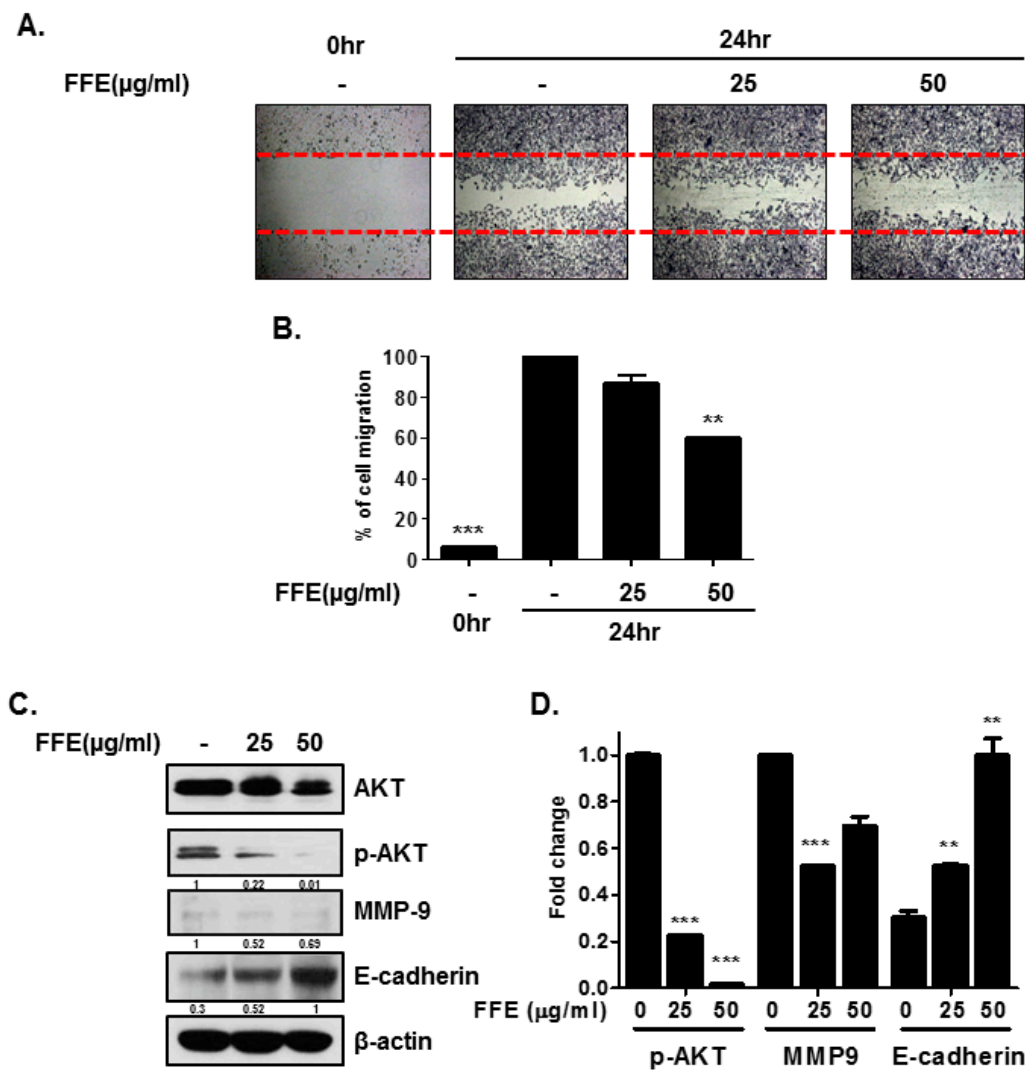 A.
0hr 24hr
FFE(µg/ml) - - 25 50
B.
% of cell migration
100
80
60
40
20
0
***
**
FFE(µg/ml) - - 25 50
0hr 24hr
C.
FFE(µg/ml) - 25 50
AKT
p-AKT
1 0.22 0.01
MMP-9
1 0.52 0.69
E-cadherin
0.3 0.52 1
β-actin
D.
Fold change
1.0
0.8
0.6
0.4
0.2
0.0
***
***
***
**
**
FFE (µg/ml) 0 25 50 0 25 50 0 25 50
p-AKT MMP9 E-cadherin